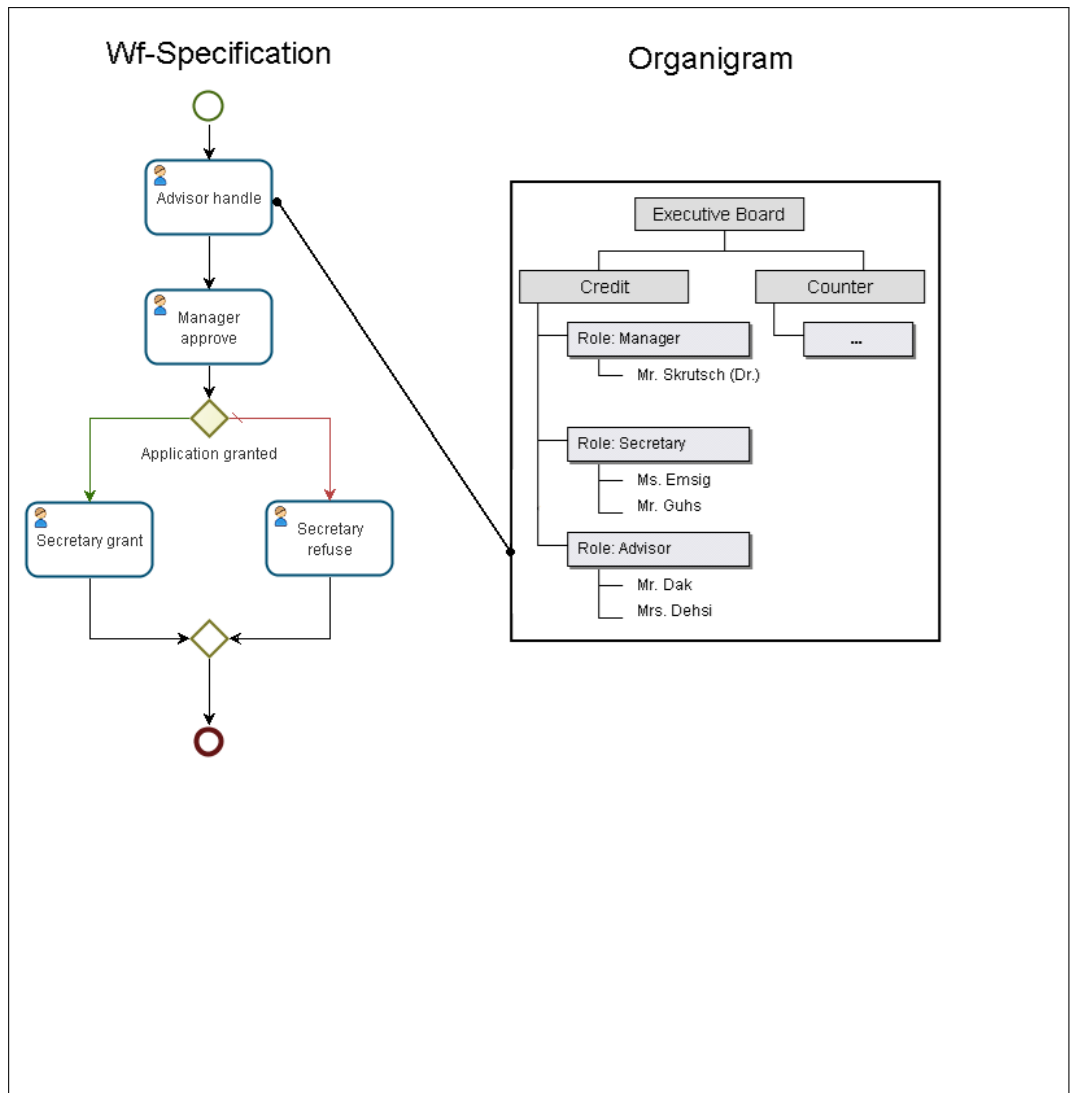 Wf-Specification
Organigram
Advisor handle
Manager
approve
Application granted
Secretary grant
Secretary
refuse
Executive Board
Credit
Counter
Role: Manager
...
Mr. Skrutsch (Dr.)
Role: Secretary
Ms. Emsig
Mr. Guhs
Role: Advisor
Mr. Dak
Mrs. Dehsi